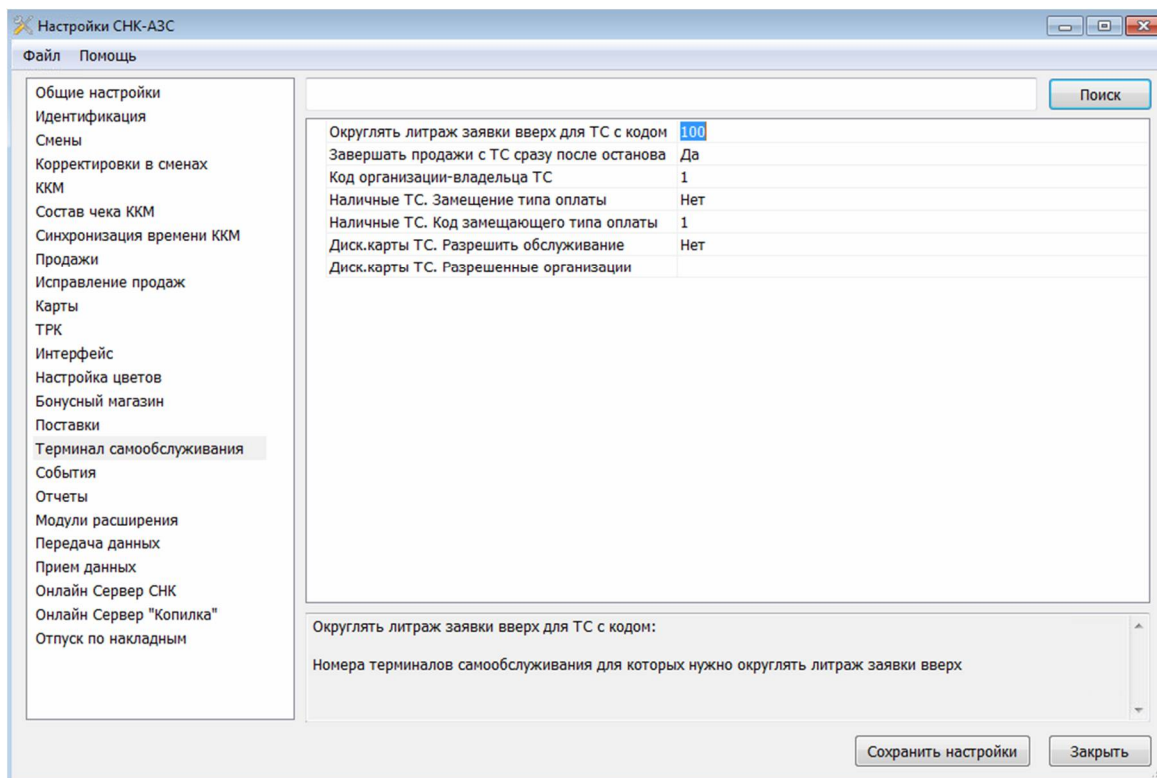 Настройки СНК-АЗС
Файл Помощь
Общие настройки
Идентификация
Смены
Корректировки в сменах
ККМ
Состав чека ККМ
Синхронизация времени ККМ
Продажи
Исправление продаж
Карты
ТРК
Интерфейс
Настройка цветов
Бонусный магазин
Поставки
Терминал самообслуживания
События
Отчеты
Модули расширения
Передача данных
Прием данных
Онлайн Сервер СНК
Онлайн Сервер "Копилка"
Отпуск по накладным
Поиск
Округлять литраж заявки вверх для ТС с кодом 100
Завершать продажи с ТС сразу после останова Да
Код организации-владельца ТС 1
Наличные ТС. Замещение типа оплаты Нет
Наличные ТС. Код замещающего типа оплаты 1
Диск.карты ТС. Разрешить обслуживание Нет
Диск.карты ТС. Разрешенные организации
Округлять литраж заявки вверх для ТС с кодом:
Номера терминалов самообслуживания для которых нужно округлять литраж заявки вверх
Сохранить настройки Закрыть